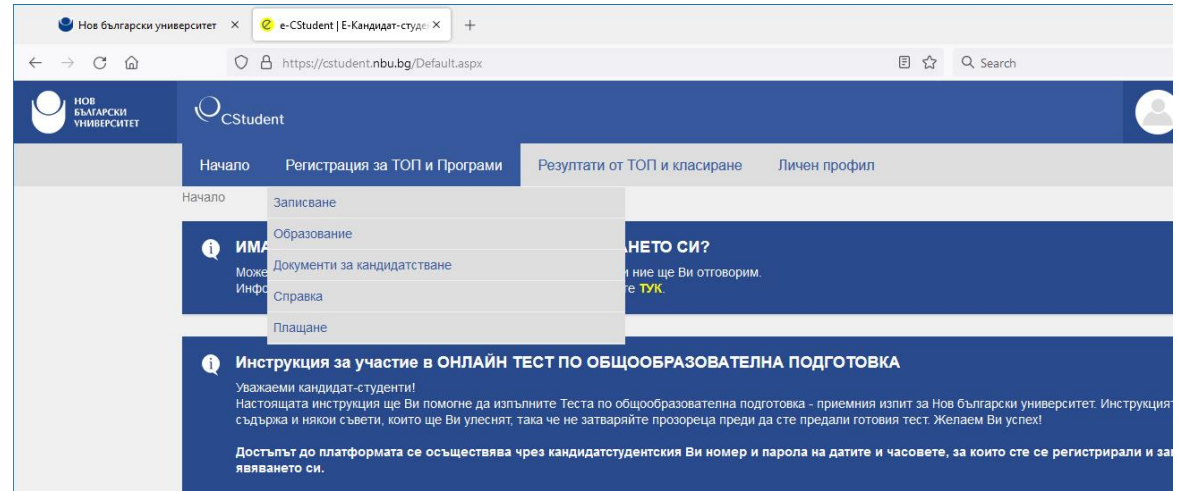 Нов български университет
e-CStudent | Е-Кандидат-студе
https://cstudent.nbu.bg/Default.aspx
Search
НОВ
БЪЛГАРСКИ
УНИВЕРСИТЕТ
CStudent
Начало Регистрация за ТОП и Програми Резултати от ТОП и класиране Личен профил
Начало
Записване
Образование
Документи за кандидатстване
Справка
Плащане
ИМА
НЕТО СИ?
Може
и ние ще Ви отговорим.
Инфо
те ТУК.
Инструкция за участие в ОНЛАЙН ТЕСТ ПО ОБЩООБРАЗОВАТЕЛНА ПОДГОТОВКА
Уважаеми кандидат-студенти!
Настоящата инструкция ще Ви помогне да изпълните Теста по общообразователна подготовка - приемния изпит за Нов български университет. Инструкция
съдържа и някои съвети, които ще Ви улеснят, така че не затваряйте прозореца преди да сте предали готовия тест. Желаем Ви успех!
Достъпът до платформата се осъществява чрез кандидатстудентския Ви номер и парола на датите и часовете, за които сте се регистрирали и за
явяването си.